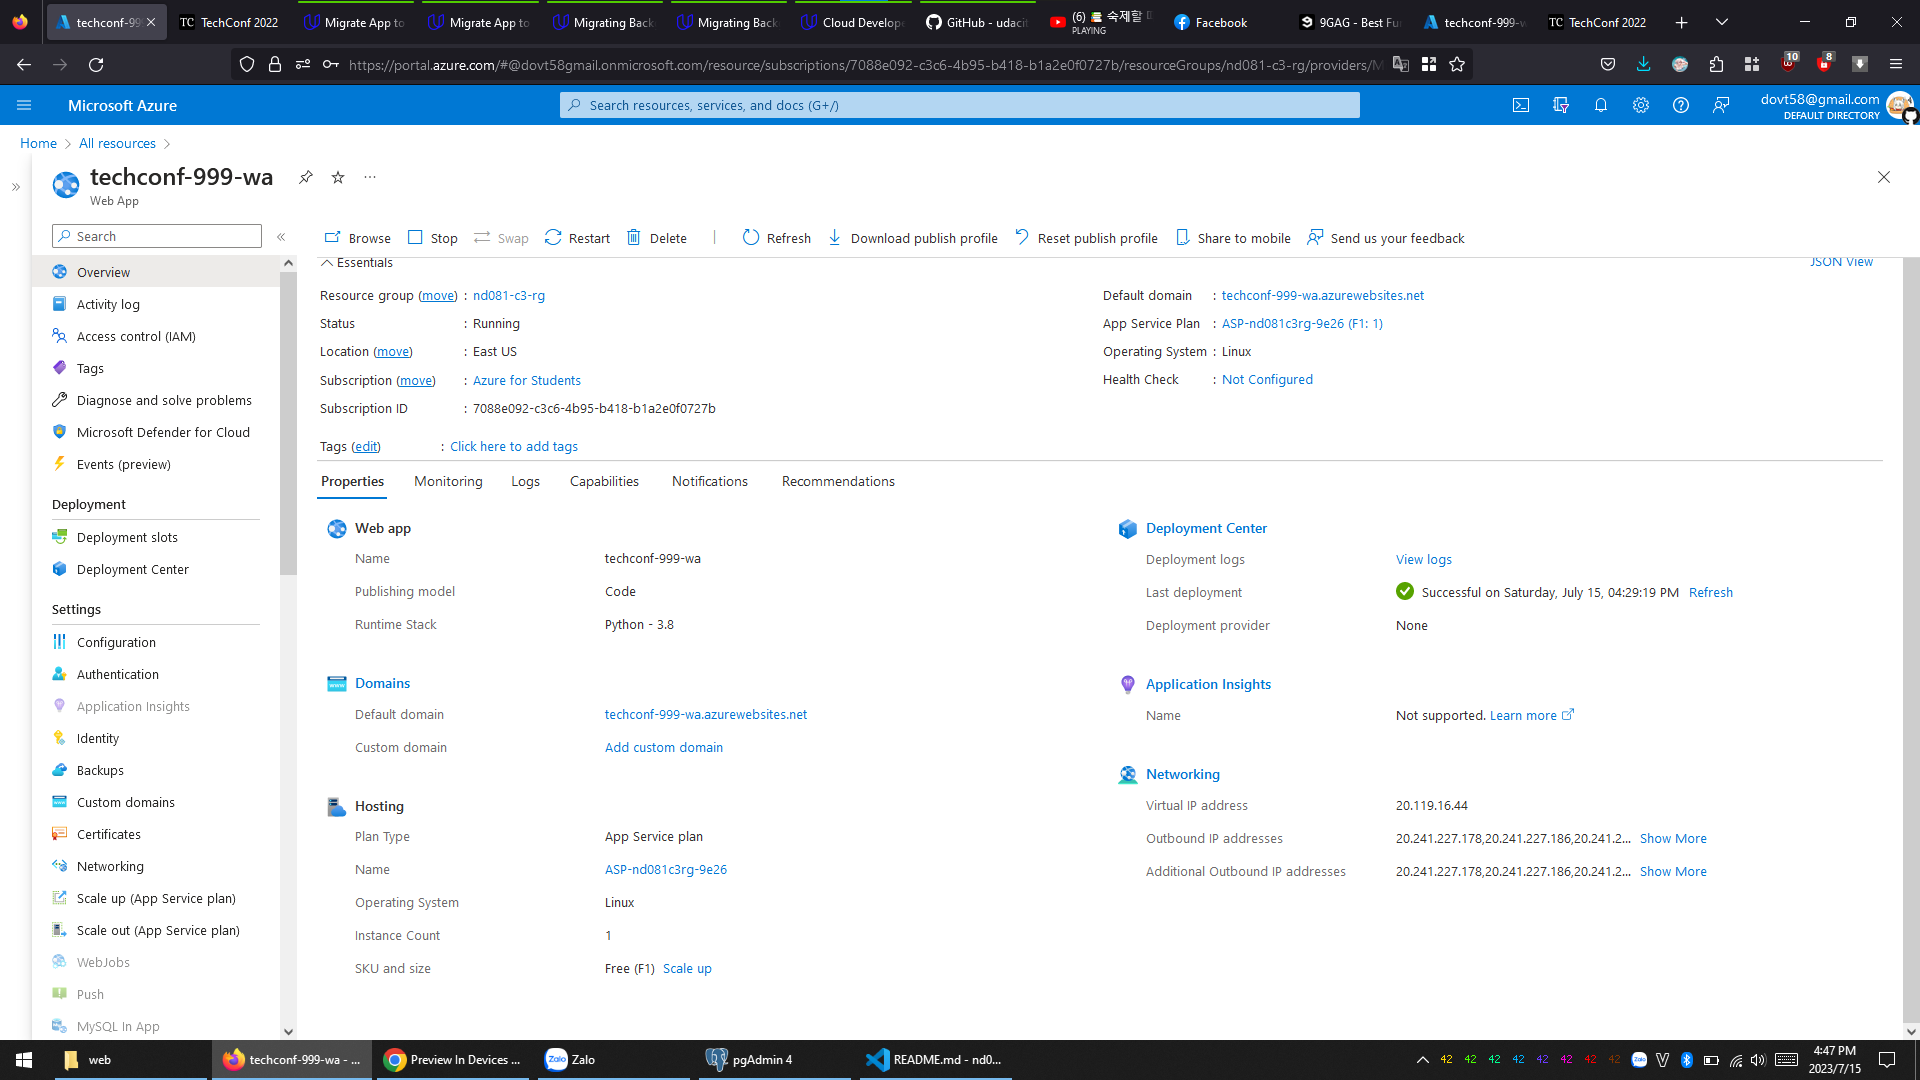 techconf-999
TechConf 2022
Migrate App to
Migrate App to
Migrating Back
Migrating Back
Cloud Develope
GitHub - udacit
(6) 📚 숙제할 때
PLAYING
Facebook
9GAG - Best Fun
techconf-999-w
TechConf 2022
https://portal.azure.com/#@dovt58gmail.onmicrosoft.com/resource/subscriptions/7088e092-c3c6-4b95-b418-b1a2e0f0727b/resourceGroups/nd081-c3-rg/providers/M
10
8
Microsoft Azure
Search resources, services, and docs (G+/)
dovt58@gmail.com
DEFAULT DIRECTORY
Home > All resources >
techconf-999-wa
Web App
Search
Browse Stop Swap Restart Delete Refresh Download publish profile Reset publish profile Share to mobile Send us your feedback
Overview
Activity log
Access control (IAM)
Tags
Diagnose and solve problems
Microsoft Defender for Cloud
Events (preview)
Deployment
Deployment slots
Deployment Center
Settings
Configuration
Authentication
Application Insights
Identity
Backups
Custom domains
Certificates
Networking
Scale up (App Service plan)
Scale out (App Service plan)
WebJobs
Push
MySQL In App
Essentials
JSON View
Resource group (move) : nd081-c3-rg
Status : Running
Location (move) : East US
Subscription (move) : Azure for Students
Subscription ID : 7088e092-c3c6-4b95-b418-b1a2e0f0727b
Tags (edit) : Click here to add tags
Default domain : techconf-999-wa.azurewebsites.net
App Service Plan : ASP-nd081c3rg-9e26 (F1: 1)
Operating System : Linux
Health Check : Not Configured
Properties Monitoring Logs Capabilities Notifications Recommendations
Web app
Name techconf-999-wa
Publishing model Code
Runtime Stack Python - 3.8
Domains
Default domain techconf-999-wa.azurewebsites.net
Custom domain Add custom domain
Hosting
Plan Type App Service plan
Name ASP-nd081c3rg-9e26
Operating System Linux
Instance Count 1
SKU and size Free (F1) Scale up
Deployment Center
Deployment logs View logs
Last deployment Successful on Saturday, July 15, 04:29:19 PM Refresh
Deployment provider None
Application Insights
Name Not supported. Learn more
Networking
Virtual IP address 20.119.16.44
Outbound IP addresses 20.241.227.178,20.241.227.186,20.241.2... Show More
Additional Outbound IP addresses 20.241.227.178,20.241.227.186,20.241.2... Show More
web
techconf-999-wa - ...
Preview In Devices ...
Zalo
pgAdmin 4
README.md - nd0...
42 42 42 42 42 42 42 42
4:47 PM
2023/7/15